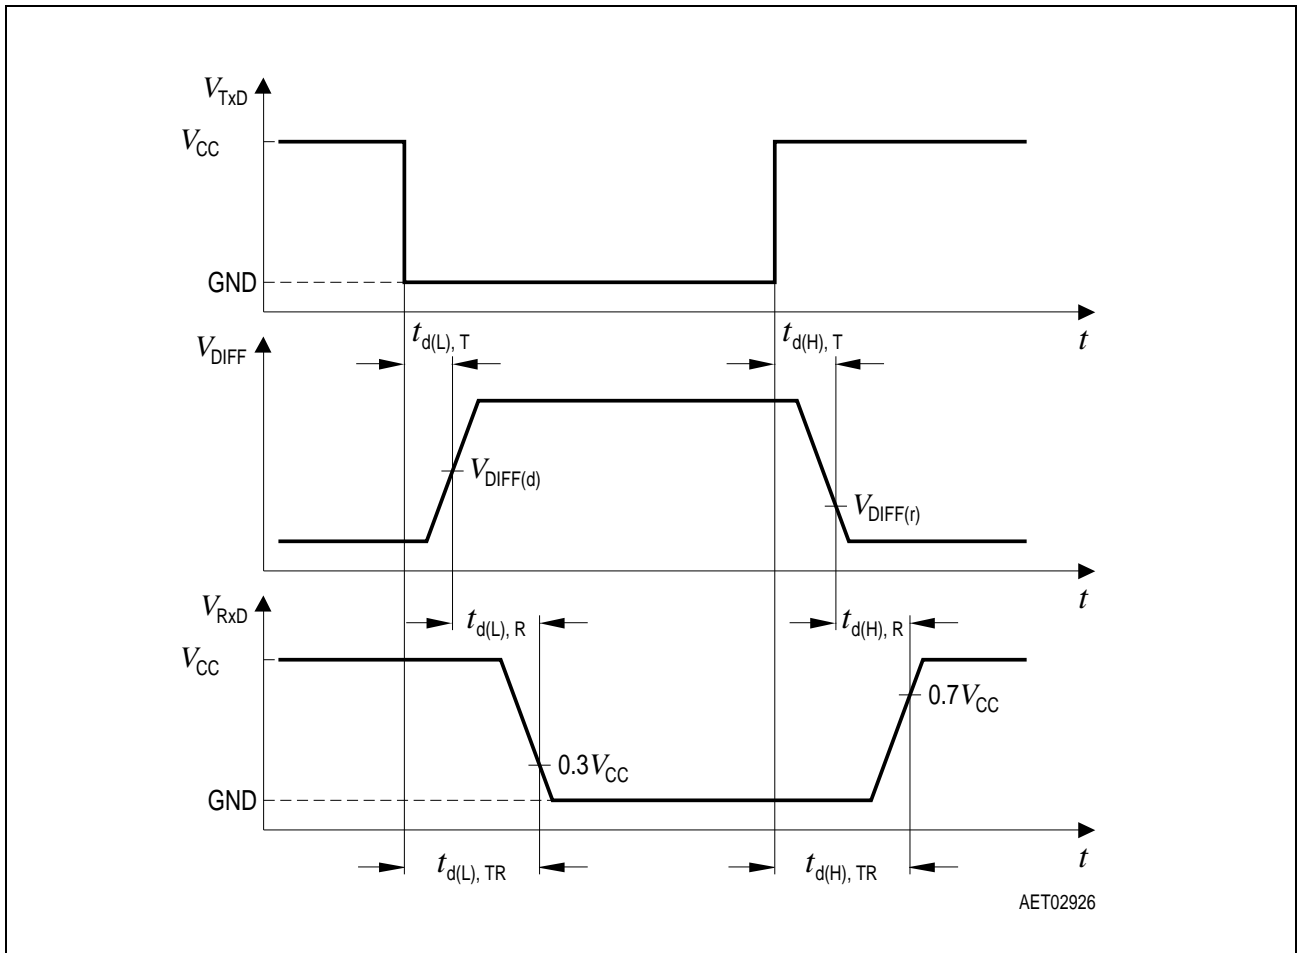 V_TxD
V_CC
GND
t
t_d(L), T
t_d(H), T
V_DIFF
V_DIFF(d)
V_DIFF(r)
t
V_RxD
t_d(L), R
t_d(H), R
V_CC
0.7V_CC
0.3V_CC
GND
t
t_d(L), TR
t_d(H), TR
AET02926